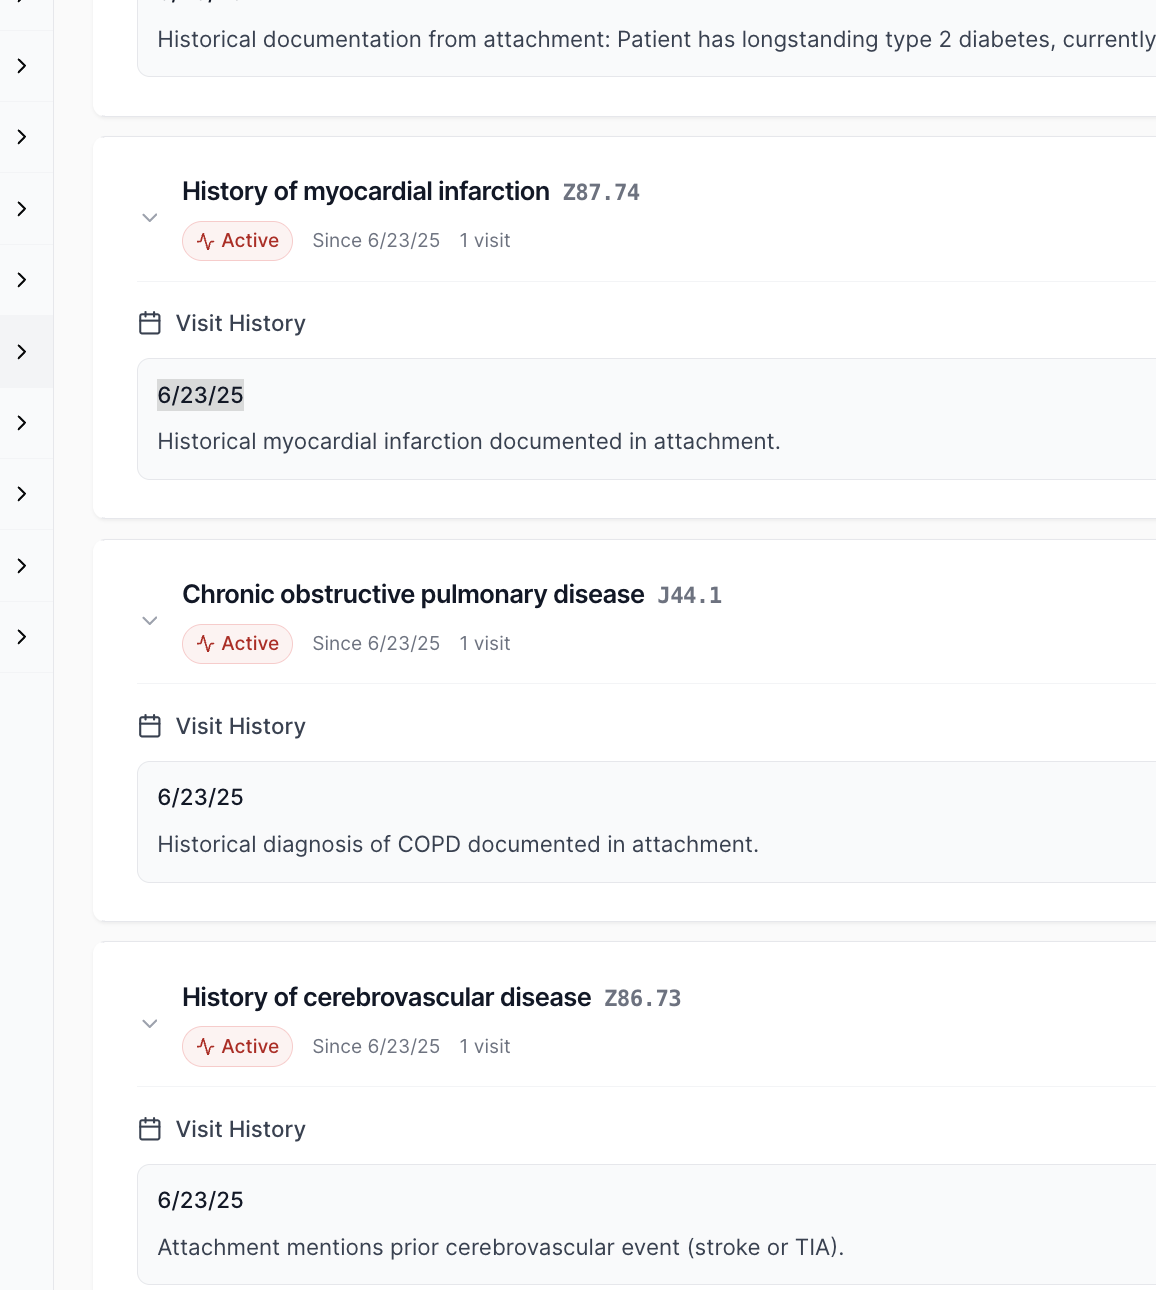 Historical documentation from attachment: Patient has longstanding type 2 diabetes, currently
History of myocardial infarction Z87.74
Active Since 6/23/25 1 visit
Visit History
6/23/25
Historical myocardial infarction documented in attachment.
Chronic obstructive pulmonary disease J44.1
Active Since 6/23/25 1 visit
Visit History
6/23/25
Historical diagnosis of COPD documented in attachment.
History of cerebrovascular disease Z86.73
Active Since 6/23/25 1 visit
Visit History
6/23/25
Attachment mentions prior cerebrovascular event (stroke or TIA).